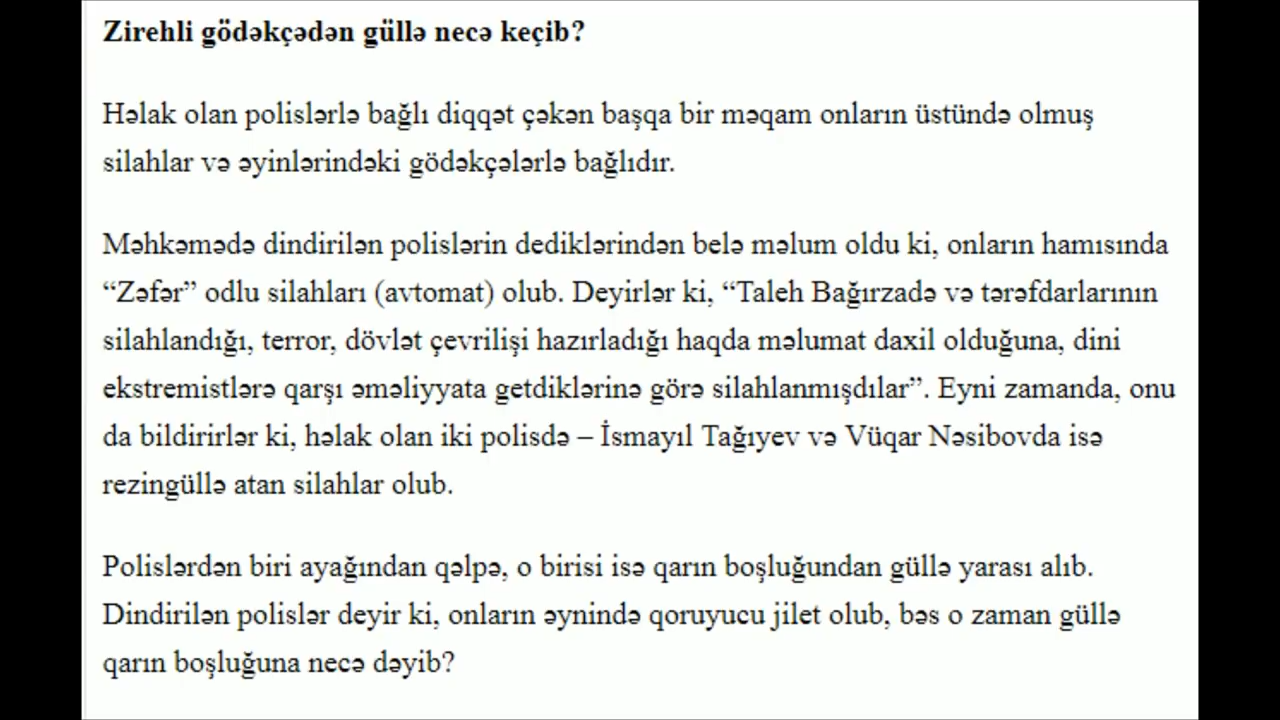 Zirehli gödəkçədən güllə necə keçib?
Həlak olan polislərlə bağlı diqqət çəkən başqa bir məqam onların üstündə olmuş
silahlar və əyinlərindəki gödəkçələrlə bağlıdır.
Məhkəmədə dindirilən polislərin dediklərindən belə məlum oldu ki, onların hamısında
“Zəfər” odlu silahları (avtomat) olub. Deyirlər ki, “Taleh Bağırzadə və tərəfdarlarının
silahlandığı, terror, dövlət çevrilişi hazırladığı haqda məlumat daxil olduğuna, dini
ekstremistlərə qarşı əməliyyata getdiklərinə görə silahlanmışdılar”. Eyni zamanda, onu
da bildirirlər ki, həlak olan iki polisdə – İsmayıl Tağıyev və Vüqar Nəsibovda isə
rezingüllə atan silahlar olub.
Polislərdən biri ayağından qəlpə, o birisi isə qarın boşluğundan güllə yarası alıb.
Dindirilən polislər deyir ki, onların əynində qoruyucu jilet olub, bəs o zaman güllə
qarın boşluğuna necə dəyib?